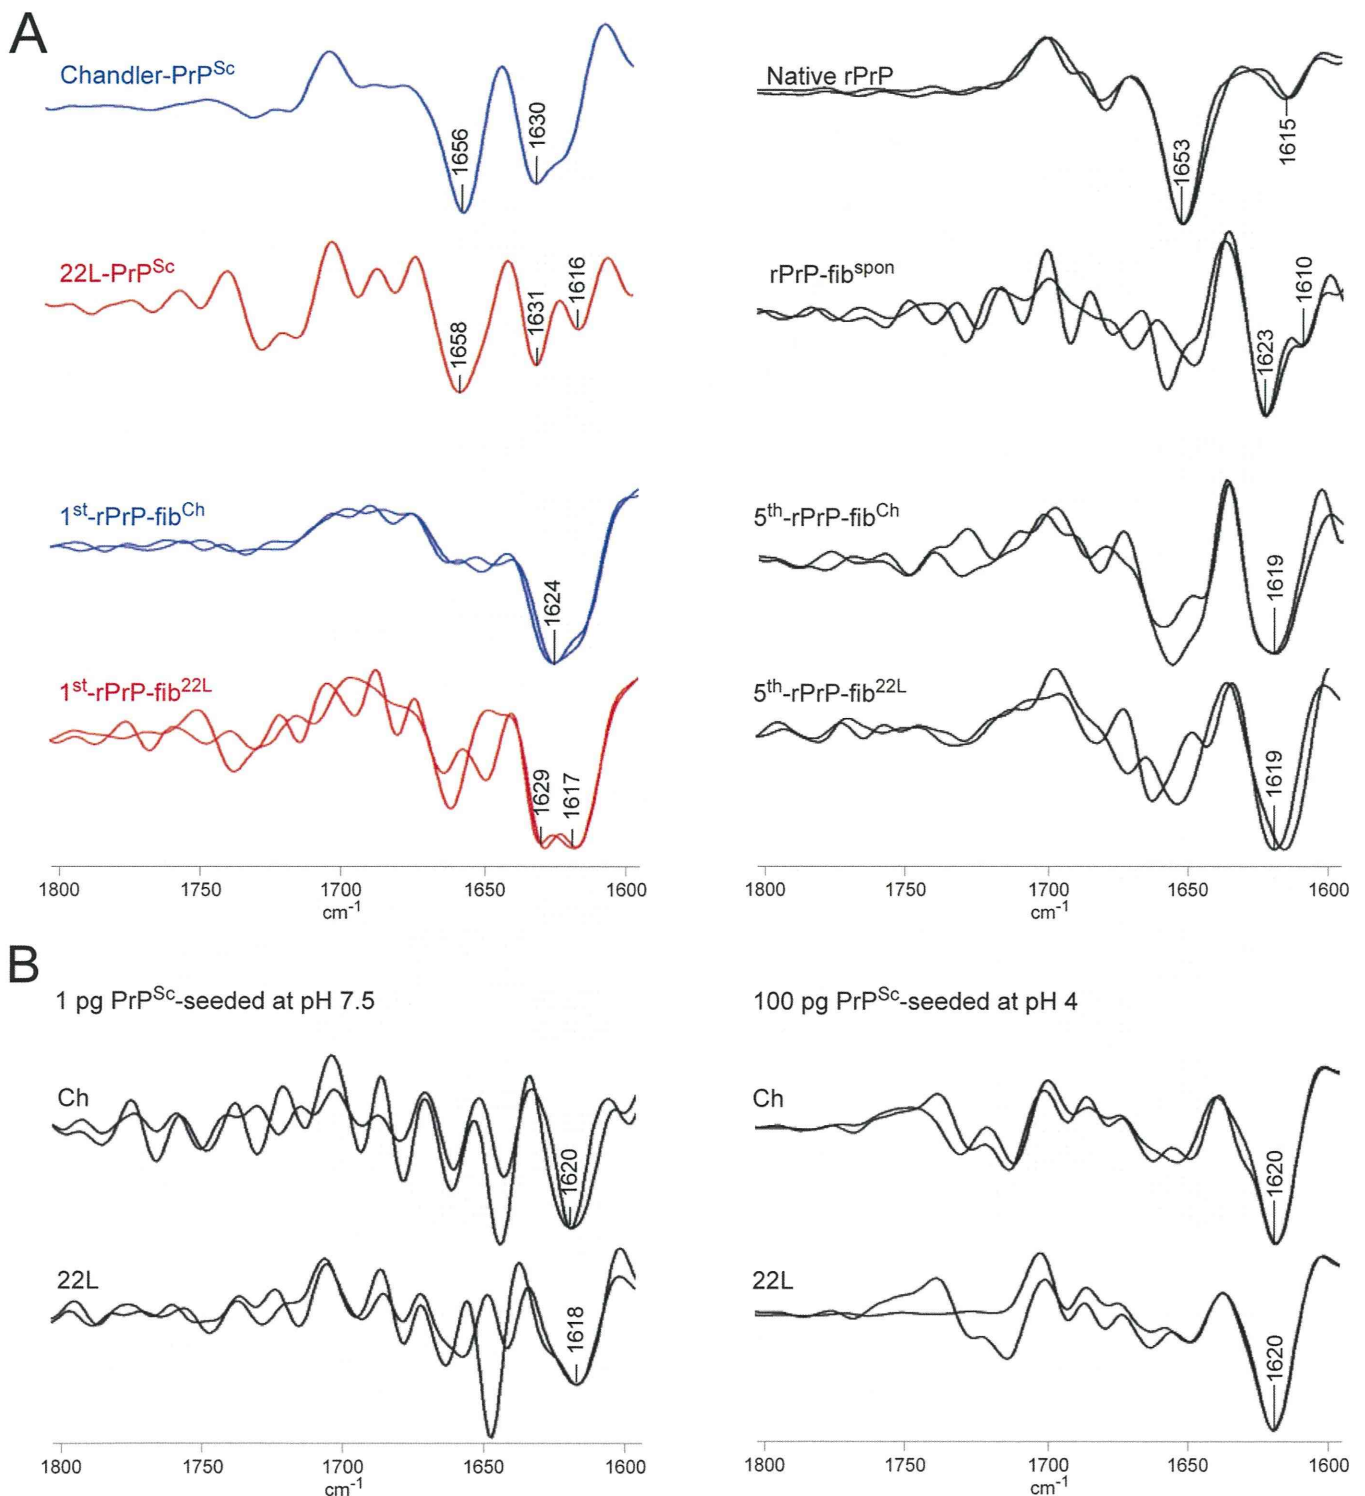 A
Chandler-PrP^Sc
1656
1630
Native rPrP
1653
1615
22L-PrP^Sc
1658
1631
1616
rPrP-fib^spon
1623
1610
1^st-rPrP-fib^Ch
1624
5^th-rPrP-fib^Ch
1619
1^st-rPrP-fib^22L
1629
1617
5^th-rPrP-fib^22L
1619
1800 1750 1700 1650 1600
cm^-1
1800 1750 1700 1650 1600
cm^-1
B
1 pg PrP^Sc-seeded at pH 7.5
100 pg PrP^Sc-seeded at pH 4
Ch
1620
Ch
1620
22L
1618
22L
1620
1800 1750 1700 1650 1600
cm^-1
1800 1750 1700 1650 1600
cm^-1